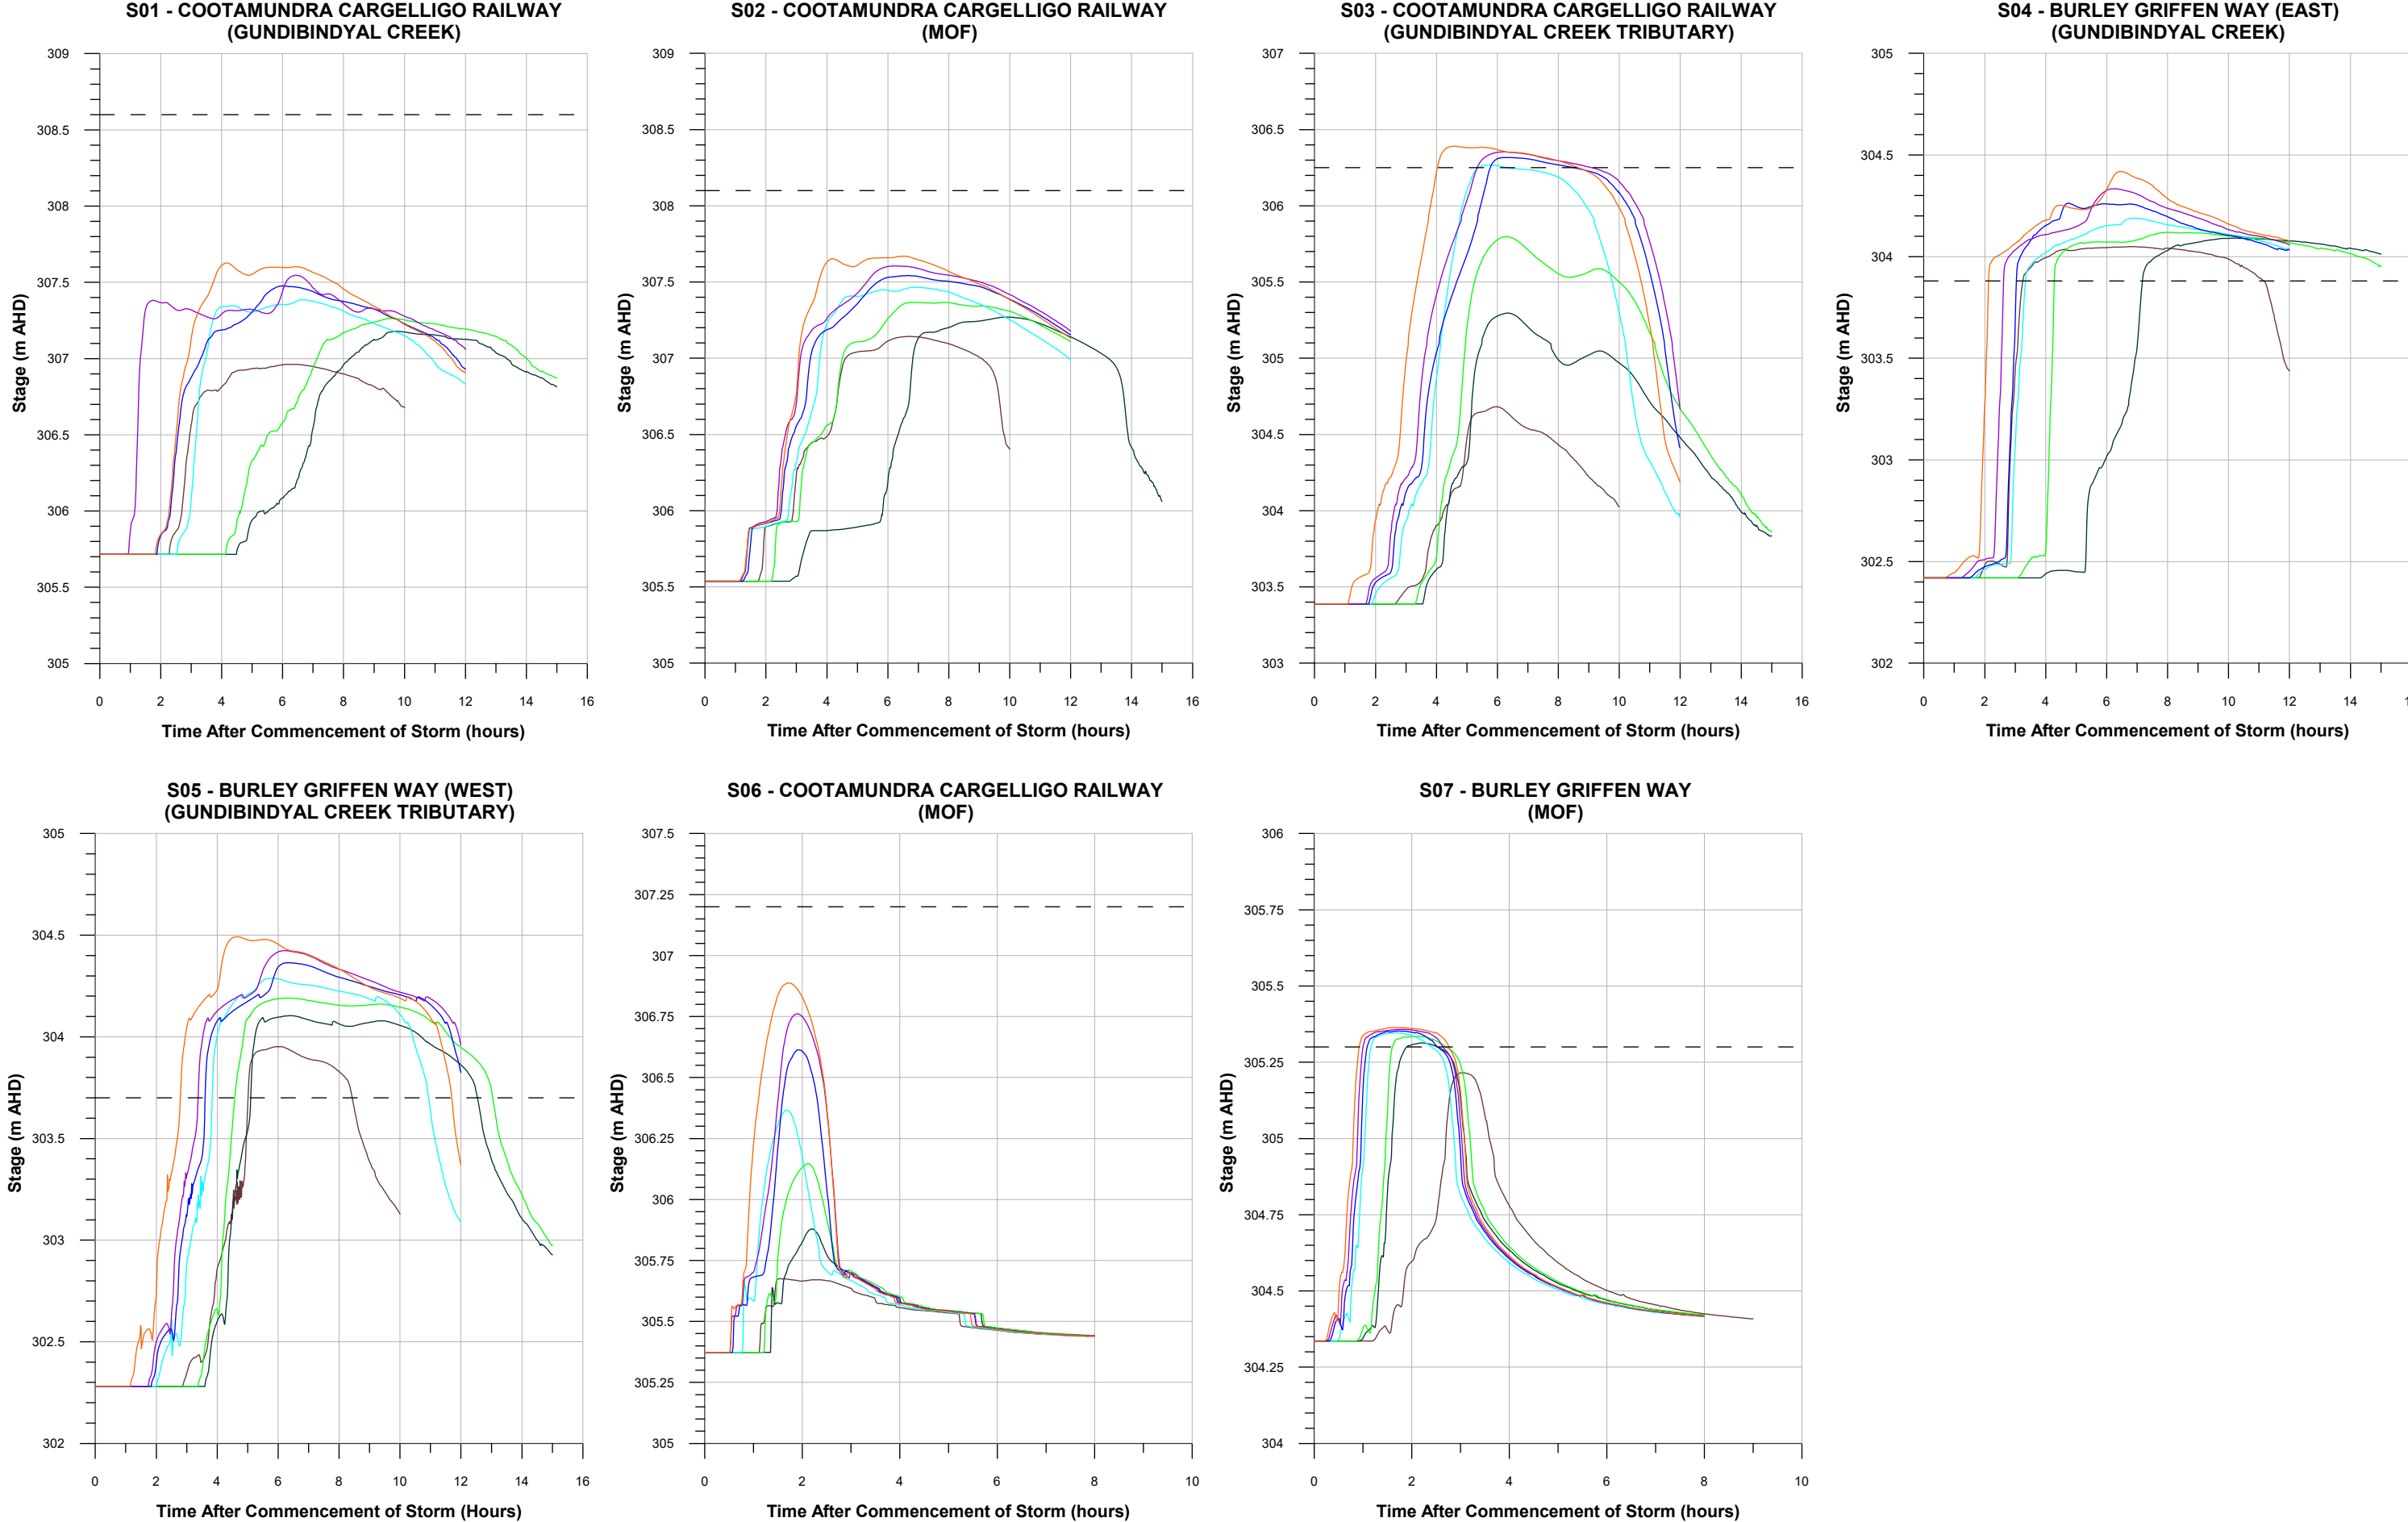 S01 - COOTAMUNDRA CARGELLIGO RAILWAY
(GUNDIBINDYAL CREEK)
309
308.5
308
307.5
307
306.5
306
305.5
305
Stage (m AHD)
0 2 4 6 8 10 12 14 16
Time After Commencement of Storm (hours)
S02 - COOTAMUNDRA CARGELLIGO RAILWAY
(MOF)
309
308.5
308
307.5
307
306.5
306
305.5
305
Stage (m AHD)
0 2 4 6 8 10 12 14 16
Time After Commencement of Storm (hours)
S03 - COOTAMUNDRA CARGELLIGO RAILWAY
(GUNDIBINDYAL CREEK TRIBUTARY)
307
306.5
306
305.5
305
304.5
304
303.5
303
Stage (m AHD)
0 2 4 6 8 10 12 14 16
Time After Commencement of Storm (hours)
S04 - BURLEY GRIFFEN WAY (EAST)
(GUNDIBINDYAL CREEK)
305
304.5
304
303.5
303
302.5
302
Stage (m AHD)
0 2 4 6 8 10 12 14
Time After Commencement of Storm (hours)
S05 - BURLEY GRIFFEN WAY (WEST)
(GUNDIBINDYAL CREEK TRIBUTARY)
305
304.5
304
303.5
303
302.5
302
Stage (m AHD)
0 2 4 6 8 10 12 14 16
Time After Commencement of Storm (Hours)
S06 - COOTAMUNDRA CARGELLIGO RAILWAY
(MOF)
307.5
307.25
307
306.75
306.5
306.25
306
305.75
305.5
305.25
305
Stage (m AHD)
0 2 4 6 8 10
Time After Commencement of Storm (hours)
S07 - BURLEY GRIFFEN WAY
(MOF)
306
305.75
305.5
305.25
305
304.75
304.5
304.25
304
Stage (m AHD)
0 2 4 6 8 10
Time After Commencement of Storm (hours)